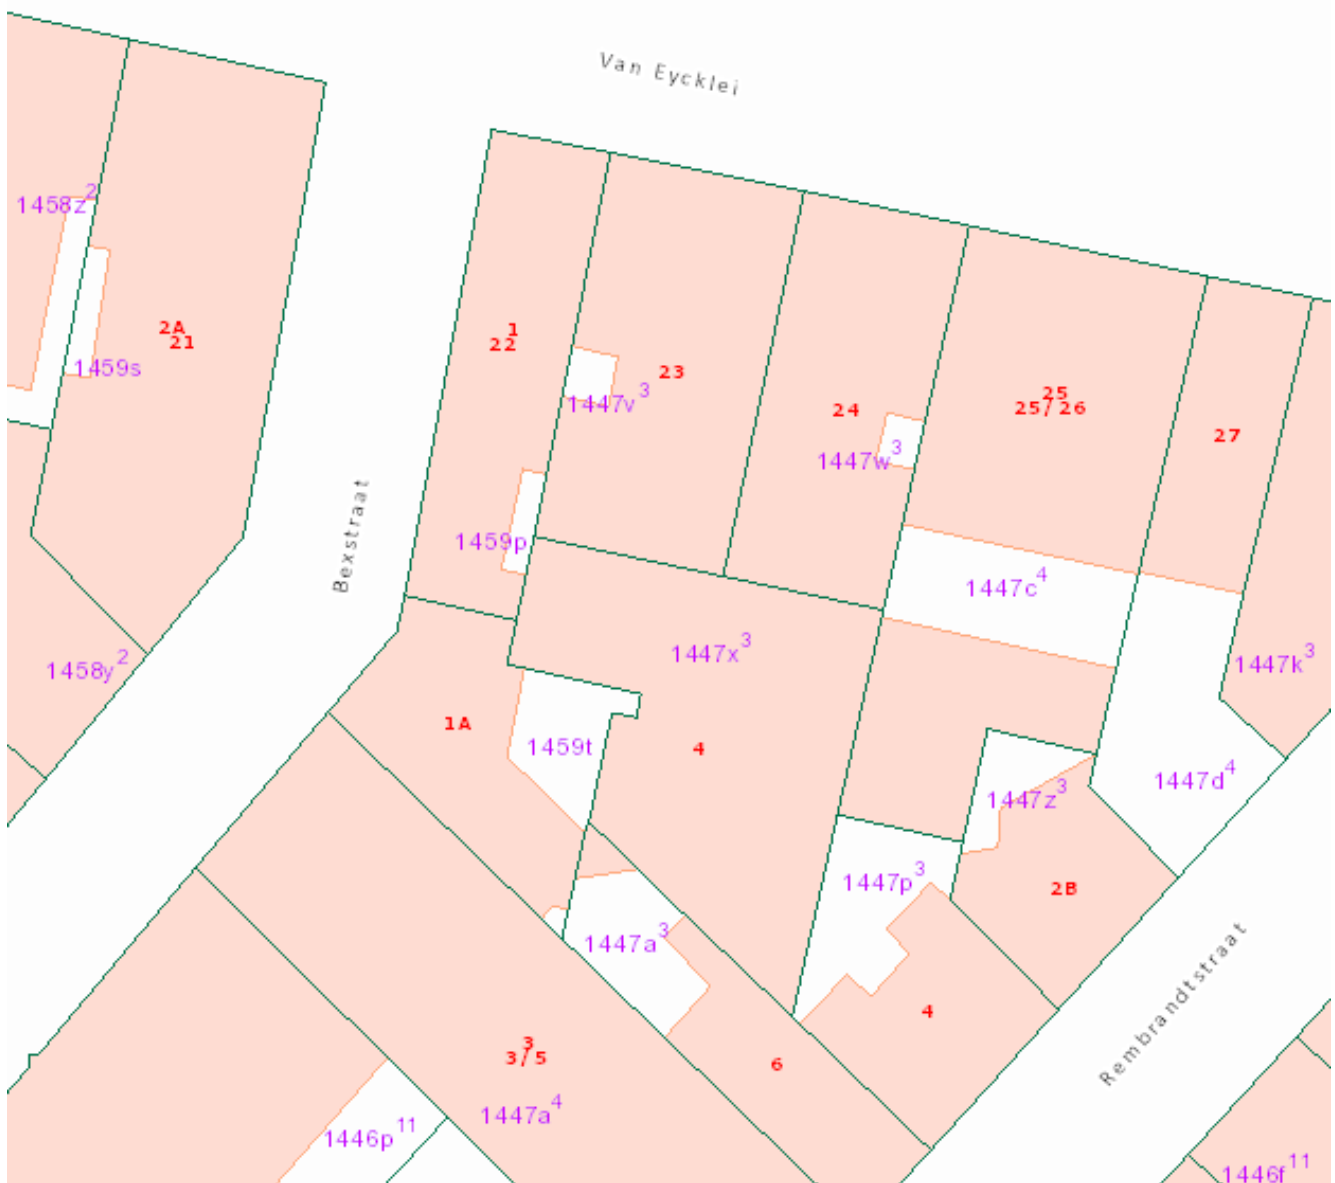 Van Eycklei
1458z²
2A
21
1459s
1
22
23
1447v³
24
1447w³
25
25/26
27
Bexstraat
1459p
1447c⁴
1458y²
1447x³
1447k³
1A
1459t
4
1447d⁴
1447z³
1447p³
2B
1447a³
4
Rembrandtstraat
3
3/5
6
1447a⁴
1446p¹¹
1446f¹¹